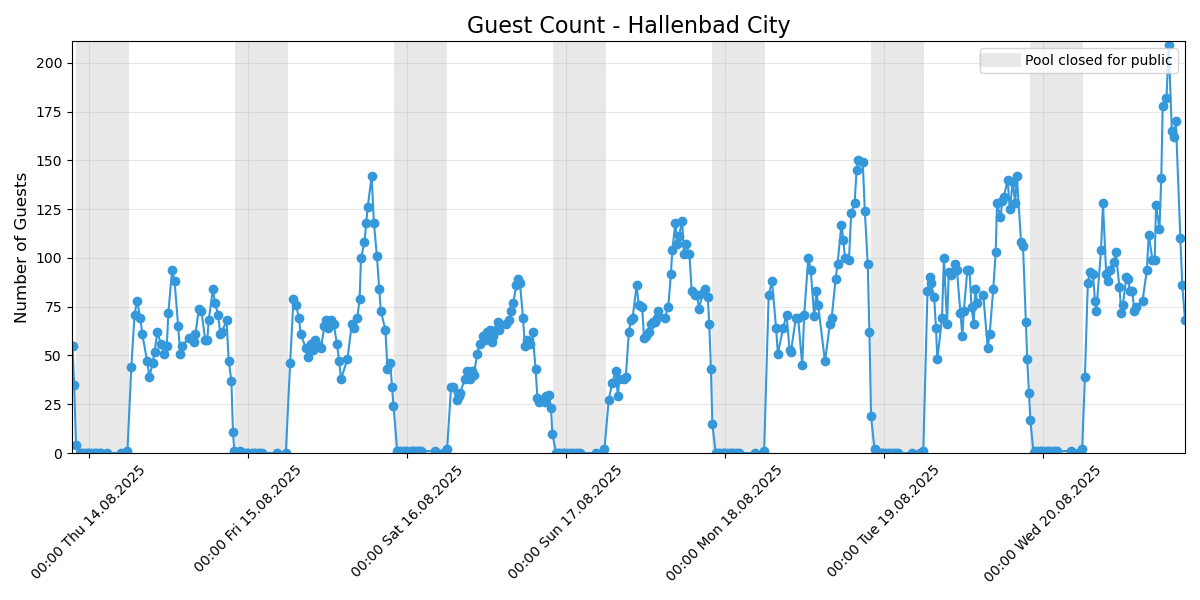 Guest Count - Hallenbad City
Pool closed for public
Number of Guests
200
175
150
125
100
75
50
25
0
00:00 Thu 14.08.2025
00:00 Fri 15.08.2025
00:00 Sat 16.08.2025
00:00 Sun 17.08.2025
00:00 Mon 18.08.2025
00:00 Tue 19.08.2025
00:00 Wed 20.08.2025